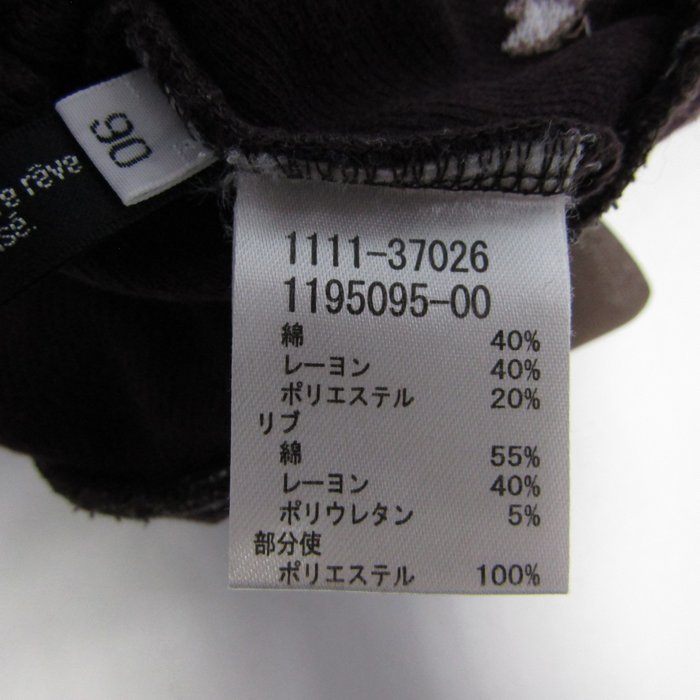 90
rêve
1111-37026
1195095-00
綿 40%
レーヨン 40%
ポリエステル 20%
リブ
綿 55%
レーヨン 40%
ポリウレタン 5%
部分使
ポリエステル 100%